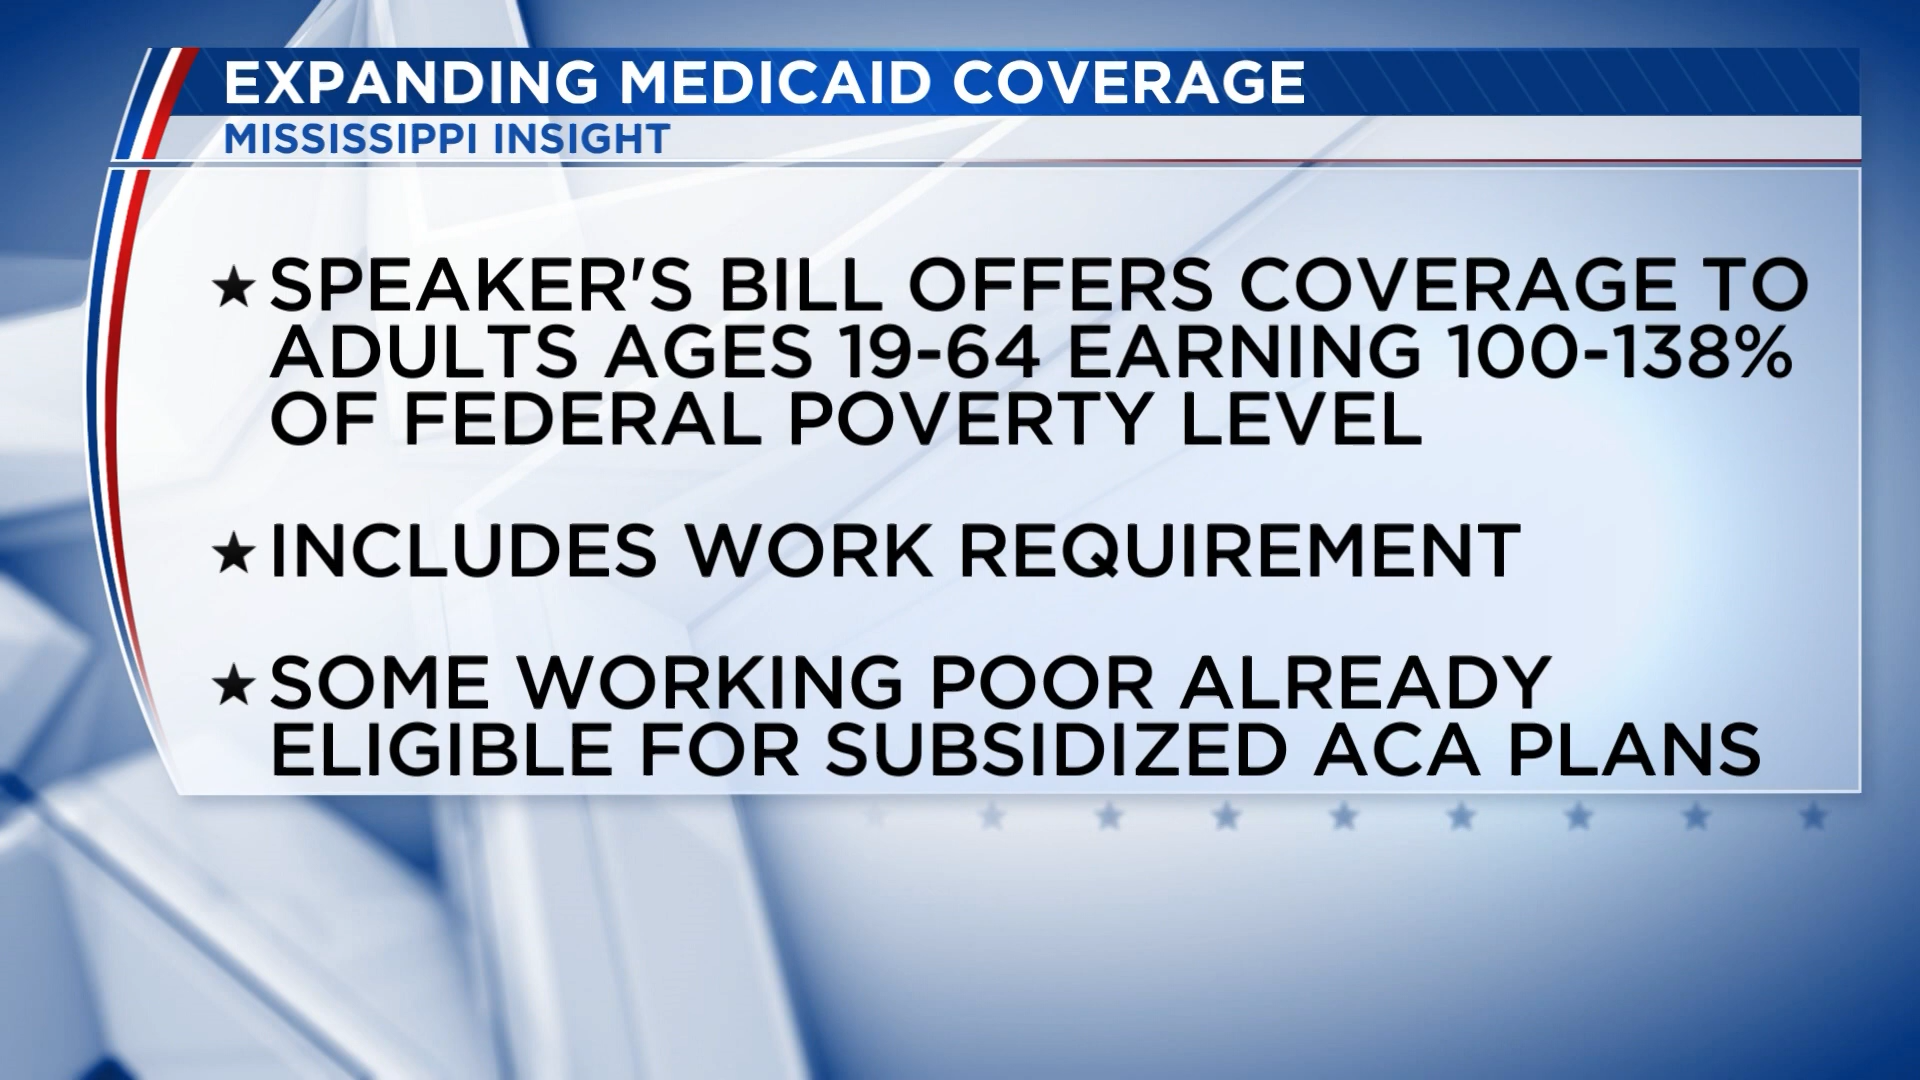 EXPANDING MEDICAID COVERAGE
MISSISSIPPI INSIGHT
★ SPEAKER'S BILL OFFERS COVERAGE TO
ADULTS AGES 19-64 EARNING 100-138%
OF FEDERAL POVERTY LEVEL
★ INCLUDES WORK REQUIREMENT
★ SOME WORKING POOR ALREADY
ELIGIBLE FOR SUBSIDIZED ACA PLANS